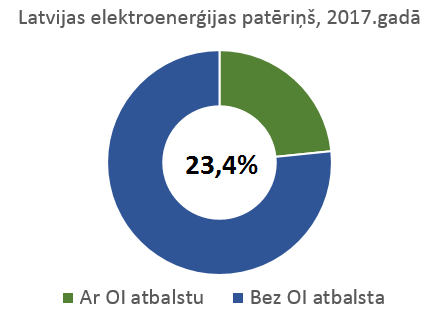 Latvijas elektroenerģijas patēriņš, 2017.gadā
23,4%
Ar OI atbalstu
Bez OI atbalsta